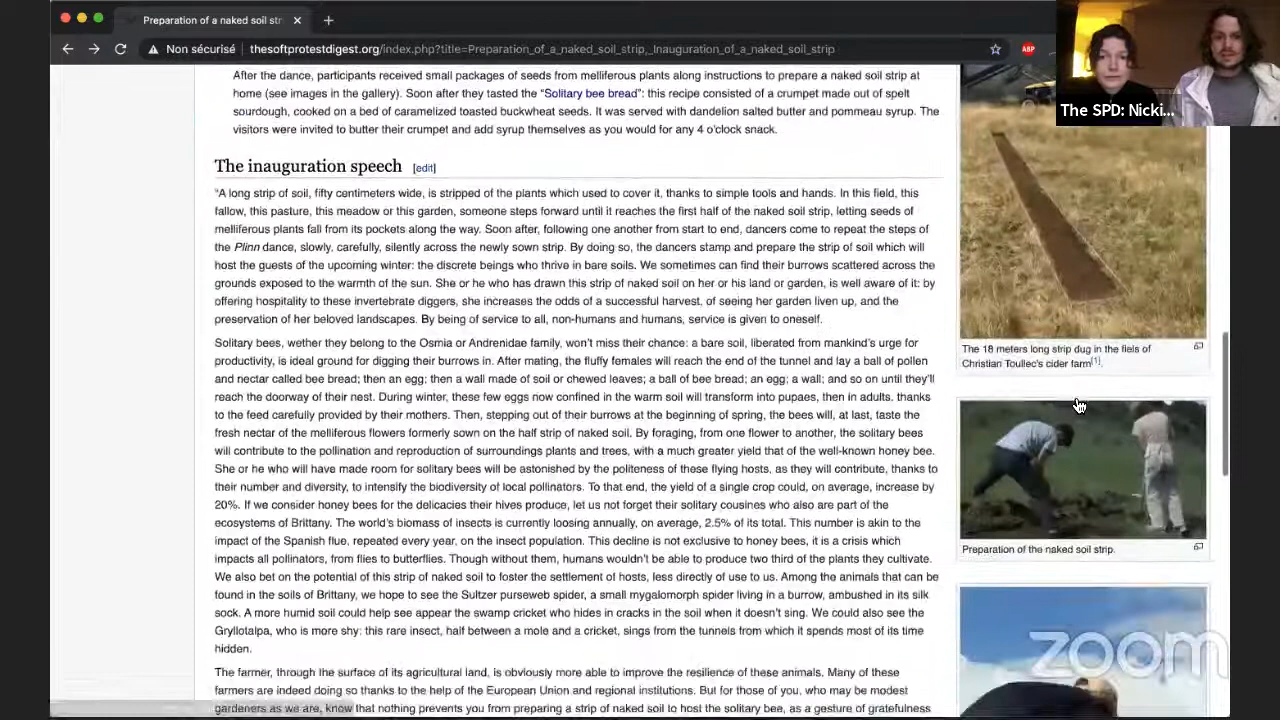 Preparation of a naked soil str
Non sécurisé
thesoftprotestdigest.org/index.php?title=Preparation_of_a_naked_soil_strip,_Inauguration_of_a_naked_soil_strip
ABP
The SPD: Nicki...
After the dance, participants received small packages of seeds from melliferous plants along instructions to prepare a naked soil strip at
home (see images in the gallery). Soon after they tasted the “Solitary bee bread”: this recipe consisted of a crumpet made out of spelt
sourdough, cooked on a bed of caramelized toasted buckwheat seeds. It was served with dandelion salted butter and pommeau syrup. The
visitors were invited to butter their crumpet and add syrup themselves as you would for any 4 o'clock snack.
The inauguration speech [edit]
“A long strip of soil, fifty centimeters wide, is stripped of the plants which used to cover it, thanks to simple tools and hands. In this field, this
fallow, this pasture, this meadow or this garden, someone steps forward until it reaches the first half of the naked soil strip, letting seeds of
melliferous plants fall from its pockets along the way. Soon after, following one another from start to end, dancers come to repeat the steps of
the Plinn dance, slowly, carefully, silently across the newly sown strip. By doing so, the dancers stamp and prepare the strip of soil which will
host the guests of the upcoming winter: the discrete beings who thrive in bare soils. We sometimes can find their burrows scattered across the
grounds exposed to the warmth of the sun. She or he who has drawn this strip of naked soil on her or his land or garden, is well aware of it: by
offering hospitality to these invertebrate diggers, she increases the odds of a successful harvest, of seeing her garden liven up, and the
preservation of her beloved landscapes. By being of service to all, non-humans and humans, service is given to oneself.
Solitary bees, wether they belong to the Osmia or Andrenidae family, won't miss their chance: a bare soil, liberated from mankind's urge for
productivity, is ideal ground for digging their burrows in. After mating, the fluffy females will reach the end of the tunnel and lay a ball of pollen
and nectar called bee bread; then an egg; then a wall made of soil or chewed leaves; a ball of bee bread; an egg; a wall; and so on until they'll
reach the doorway of their nest. During winter, these few eggs now confined in the warm soil will transform into pupaes, then in adults. thanks
to the feed carefully provided by their mothers. Then, stepping out of their burrows at the beginning of spring, the bees will, at last, taste the
fresh nectar of the melliferous flowers formerly sown on the half strip of naked soil. By foraging, from one flower to another, the solitary bees
will contribute to the pollination and reproduction of surroundings plants and trees, with a much greater yield that of the well-known honey bee.
She or he who will have made room for solitary bees will be astonished by the politeness of these flying hosts, as they will contribute, thanks to
their number and diversity, to intensify the biodiversity of local pollinators. To that end, the yield of a single crop could, on average, increase by
20%. If we consider honey bees for the delicacies their hives produce, let us not forget their solitary cousines who also are part of the
ecosystems of Brittany. The world's biomass of insects is currently loosing annually, on average, 2.5% of its total. This number is akin to the
impact of the Spanish flue, repeated every year, on the insect population. This decline is not exclusive to honey bees, it is a crisis which
impacts all pollinators, from flies to butterflies. Though without them, humans wouldn't be able to produce two third of the plants they cultivate.
We also bet on the potential of this strip of naked soil to foster the settlement of hosts, less directly of use to us. Among the animals that can be
found in the soils of Brittany, we hope to see the Sultzer purseweb spider, a small mygalomorph spider living in a burrow, ambushed in its silk
sock. A more humid soil could help see appear the swamp cricket who hides in cracks in the soil when it doesn't sing. We could also see the
Gryllotalpa, who is more shy: this rare insect, half between a mole and a cricket, sings from the tunnels from which it spends most of its time
hidden.
The farmer, through the surface of its agricultural land, is obviously more able to improve the resilience of these animals. Many of these
farmers are indeed doing so thanks to the help of the European Union and regional institutions. But for those of you, who may be modest
gardeners as we are, know that nothing prevents you from preparing a strip of naked soil to host the solitary bee, as a gesture of gratefulness
The 18 meters long strip dug in the fiels of
Christian Toullec's cider farm[1].
Preparation of the naked soil strip.
zoom